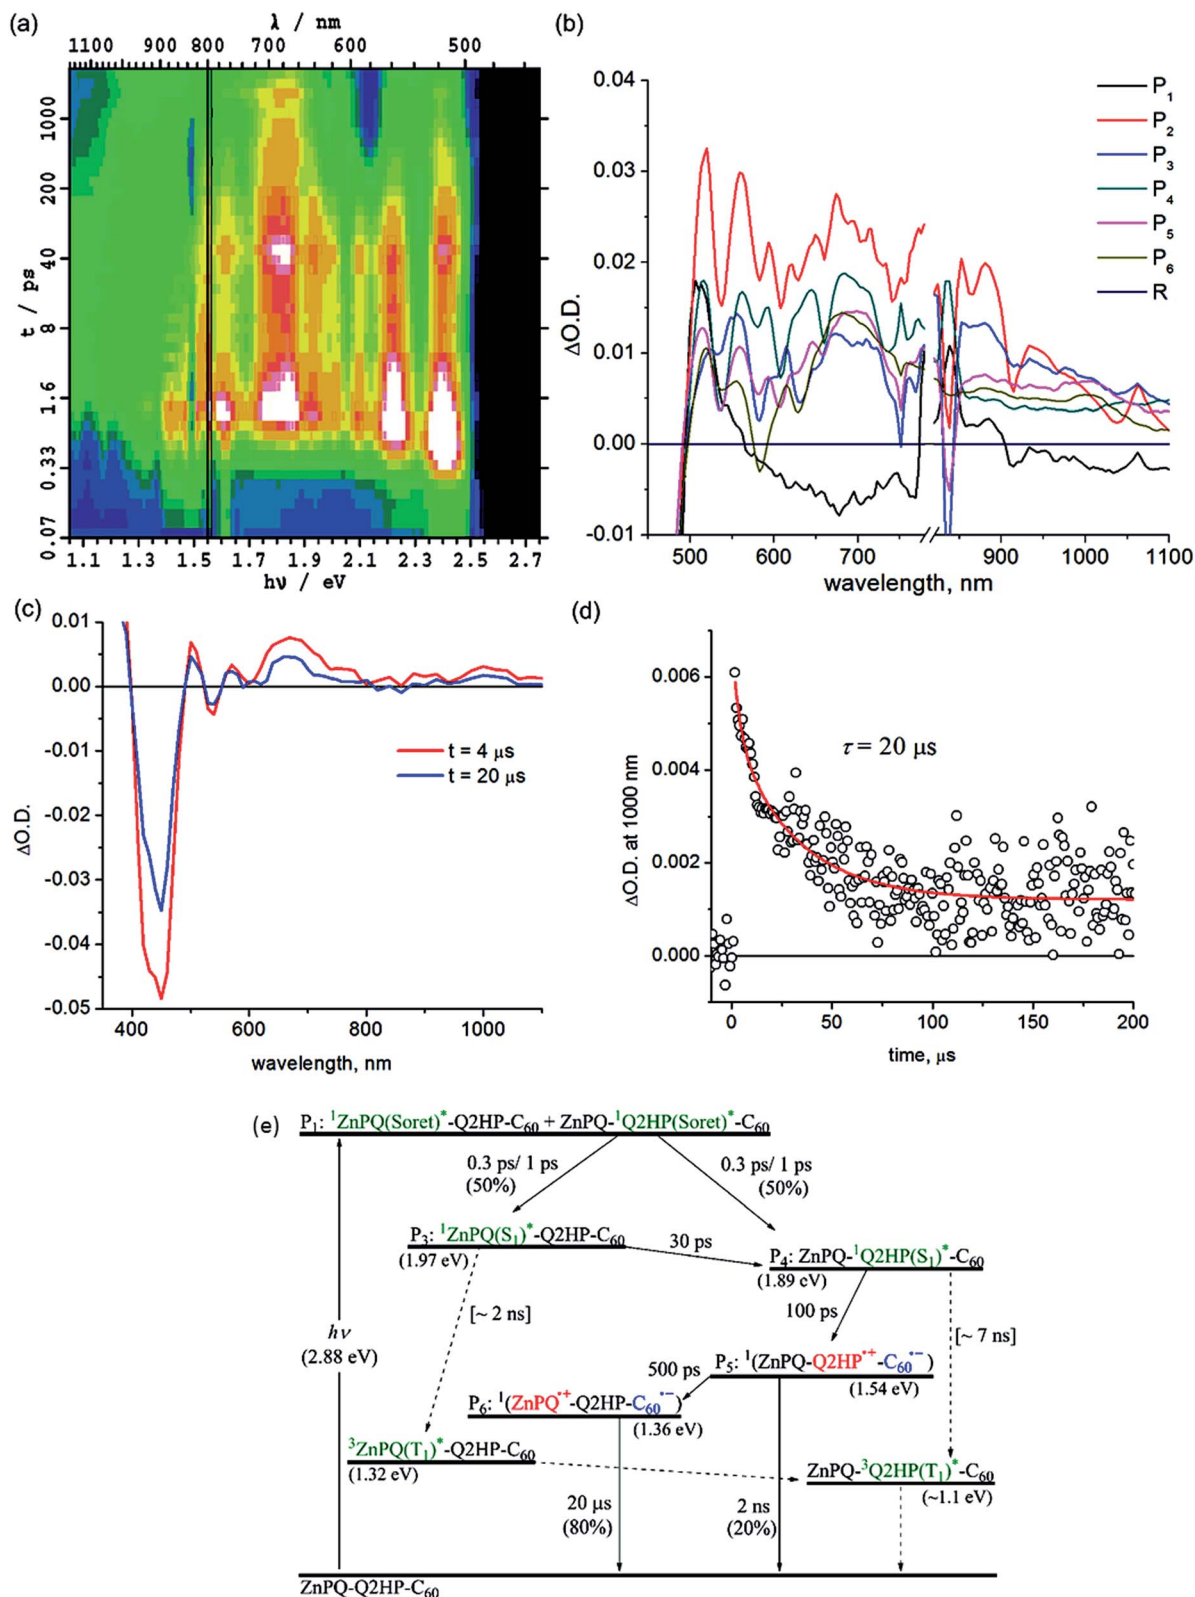 (a)
λ / nm
1100 900 800 700 600 500
t / ps
1000
200
40
8
1.6
0.33
0.07
1.1 1.3 1.5 1.7 1.9 2.1 2.3 2.5 2.7
hν / eV
(b)
ΔO.D.
0.04
0.03
0.02
0.01
0.00
-0.01
P1
P2
P3
P4
P5
P6
R
500 600 700 900 1000 1100
wavelength, nm
(c)
ΔO.D.
0.01
0.00
-0.01
-0.02
-0.03
-0.04
-0.05
t = 4 μs
t = 20 μs
400 600 800 1000
wavelength, nm
(d)
ΔO.D. at 1000 nm
0.006
0.004
0.002
0.000
τ = 20 μs
0 50 100 150 200
time, μs
(e)
P1: 1ZnPQ(Soret)*-Q2HP-C60 + ZnPQ-1Q2HP(Soret)*-C60
0.3 ps/ 1 ps
(50%)
0.3 ps/ 1 ps
(50%)
P3: 1ZnPQ(S1)*-Q2HP-C60
(1.97 eV)
30 ps
P4: ZnPQ-1Q2HP(S1)*-C60
(1.89 eV)
[~ 2 ns]
100 ps
[~ 7 ns]
hν
(2.88 eV)
P5: 1(ZnPQ-Q2HP•+-C60•−)
(1.54 eV)
500 ps
P6: 1(ZnPQ•+-Q2HP-C60•−)
(1.36 eV)
3ZnPQ(T1)*-Q2HP-C60
(1.32 eV)
ZnPQ-3Q2HP(T1)*-C60
(~1.1 eV)
20 μs
(80%)
2 ns
(20%)
ZnPQ-Q2HP-C60